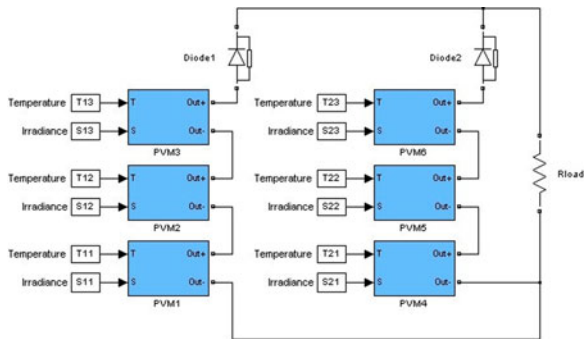 Diode1
Diode2
Temperature T13 T Out+
Irradiance S13 S Out-
PVM3
Temperature T23 T Out+
Irradiance S23 S Out-
PVM6
Temperature T12 T Out+
Irradiance S12 S Out-
PVM2
Temperature T22 T Out+
Irradiance S22 S Out-
PVM5
Rload
Temperature T11 T Out+
Irradiance S11 S Out-
PVM1
Temperature T21 T Out+
Irradiance S21 S Out-
PVM4